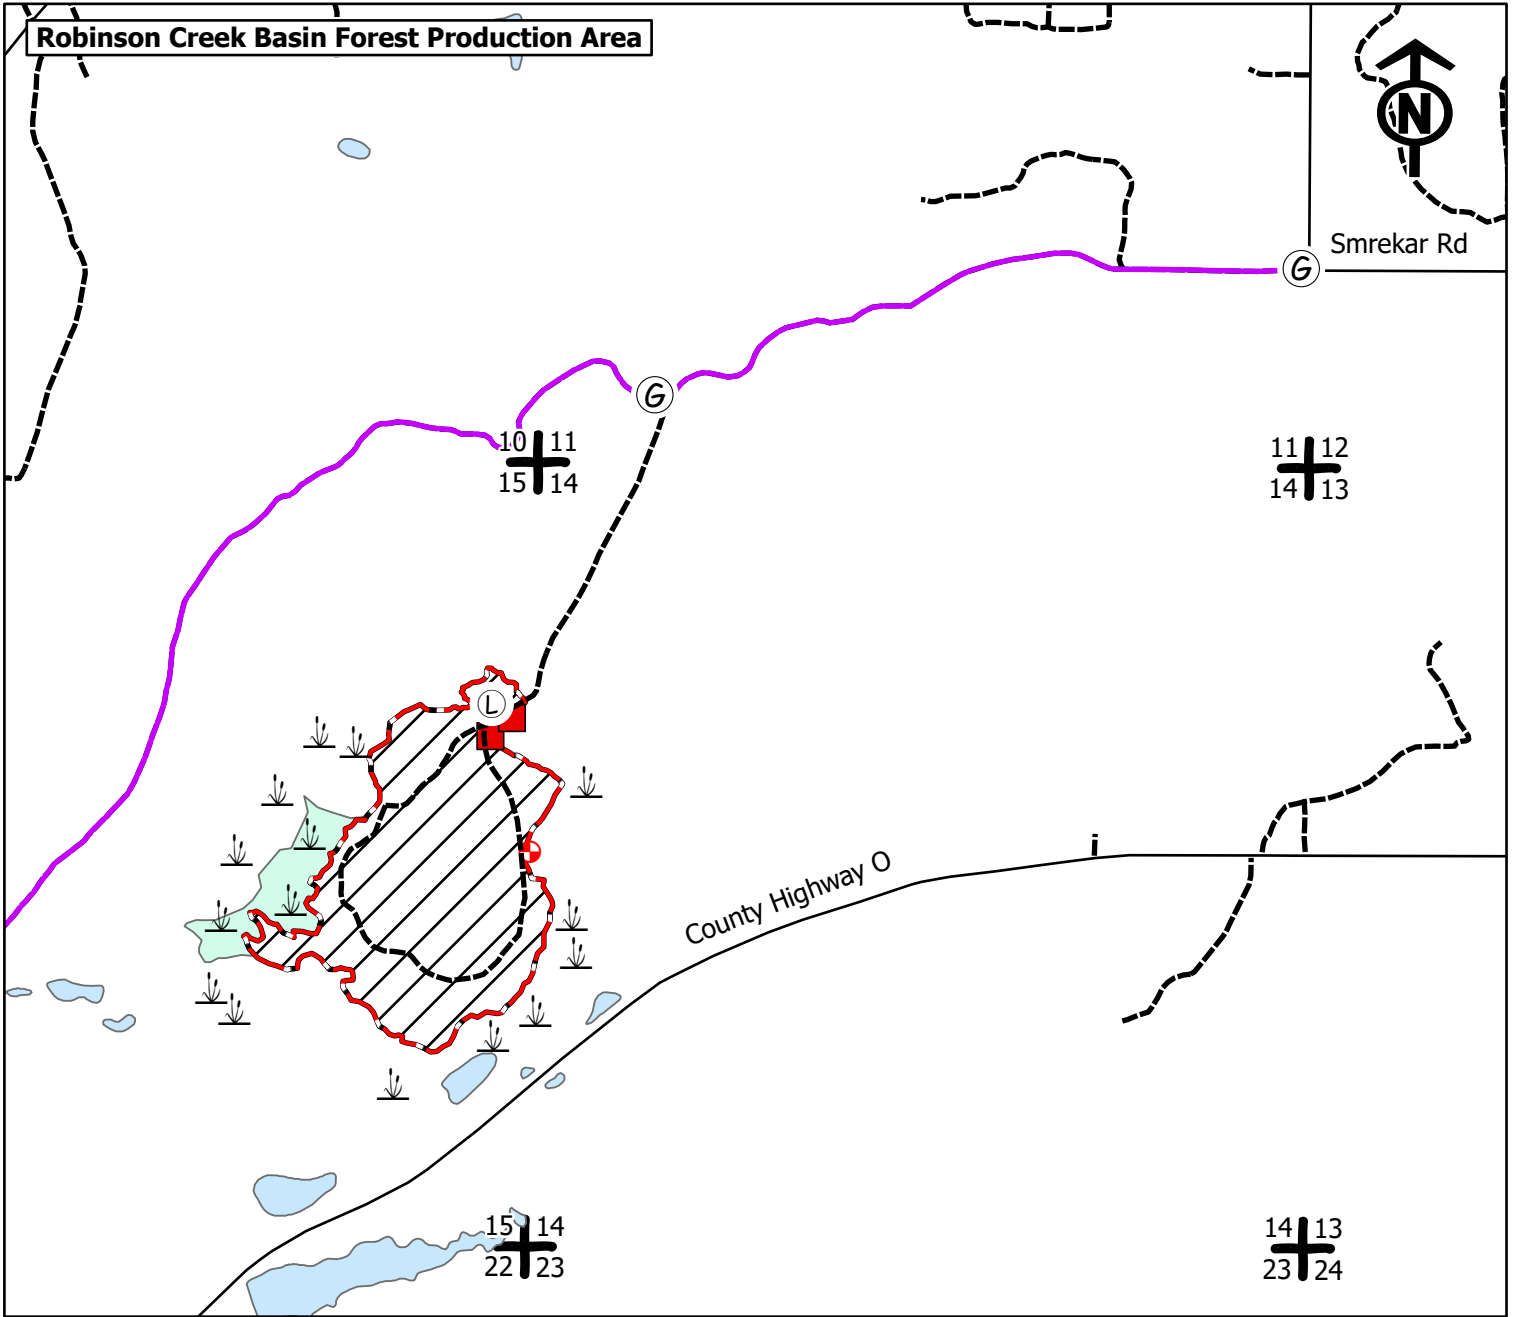 Robinson Creek Basin Forest Production Area
N
Smrekar Rd
G
G
10 11
15 14
11 12
14 13
L
County Highway O
15 14
22 23
14 13
23 24